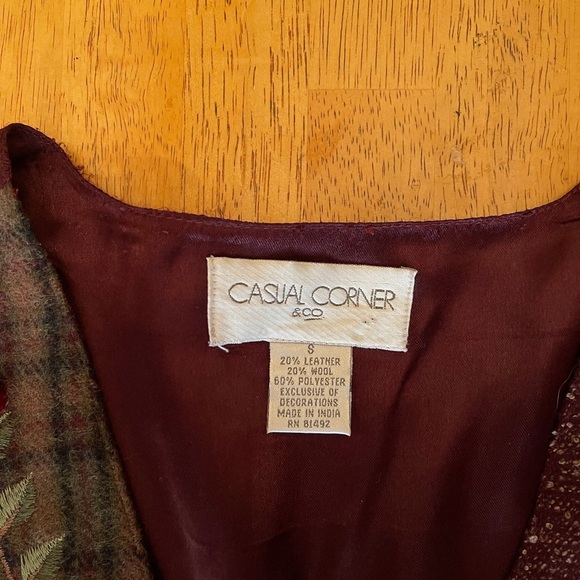 CASUAL CORNER
&CO
S
20% LEATHER
20% WOOL
60% POLYESTER
EXCLUSIVE OF
DECORATIONS
MADE IN INDIA
RN 81492